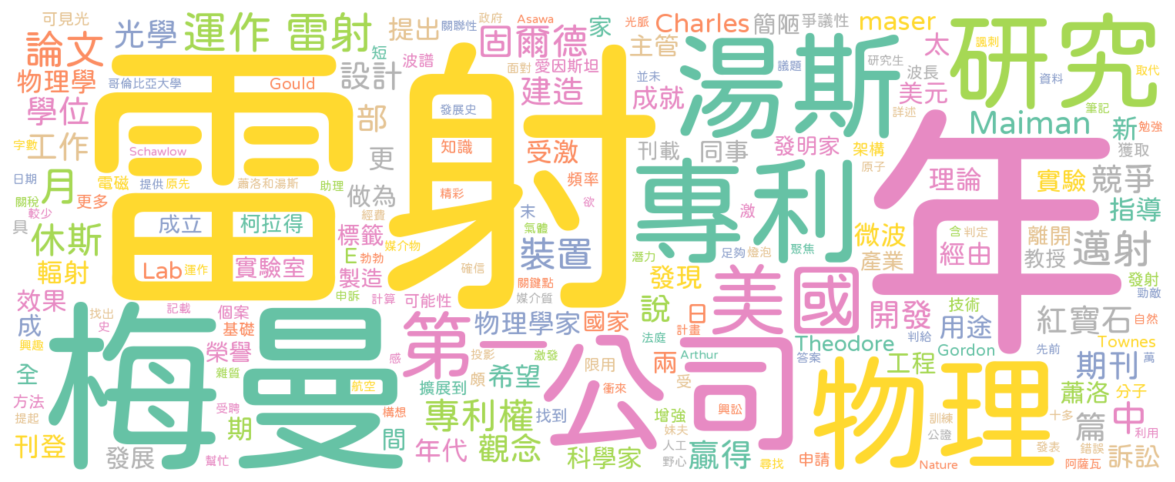 可見光
論文
光學
運作
雷射
提出
關聯性
政府
Asawa
家
光脈
Charles
簡陋
爭議性
maser
研究
颯刺
取代
物理學
哥倫比亞大學
Gould
設計
短
波譜
固爾德
面對
愛因斯坦
主管
並未
議題
研究生
太
波長
資料
筆記
學位
雷射
部
建造
成就
湯斯
美元
詳述
Maiman
新
勉強
字數
工作
Schawlow
發展史
知識
更
受激
刊載
同事
發明家
架構
原子
獲取
日期
月
電磁
提供
原先
蕭洛和湯斯
助理
精彩
做為
頻率
專利
激
理論
年
實驗
競爭
關稅
較少
更多
成立
柯拉得
經費
末
欲
氣體
潛力
聚焦
微波
含
判定
指導
具
休斯
標籤
媒介物
裝置
足夠
燈泡
產業
經由
離開
教授
邁射
輻射
Lab
運作
實驗室
E
勃勃
製造
確信
關鍵點
媒介質
發現
發射
勁敵
效果
記載
個案
申訴
計算
可能性
美國
說
日
開發
技術
自然
成
找出
史
基礎
梅曼
第一
物理學家
國家
法庭
計畫
判給
用途
紅寶石
興趣
榮譽
感
投影
激發
限用
兩
Arthur
Theodore
答案
Gordon
先前
Townes
期刊
萬
全
雜質
航空
擴展到
頗
希望
衝來
受
公司
工程
蕭洛
分子
方法
受聘
構想
專利權
找到
增強
興訟
物理
訓練
十多
篇
中
利用
提起
刊登
期
間
妹夫
公證
發展
幫忙
年代
觀念
科學家
人工
野心
贏得
尋找
申請
Nature
發表
錯誤
阿薩瓦
訴訟